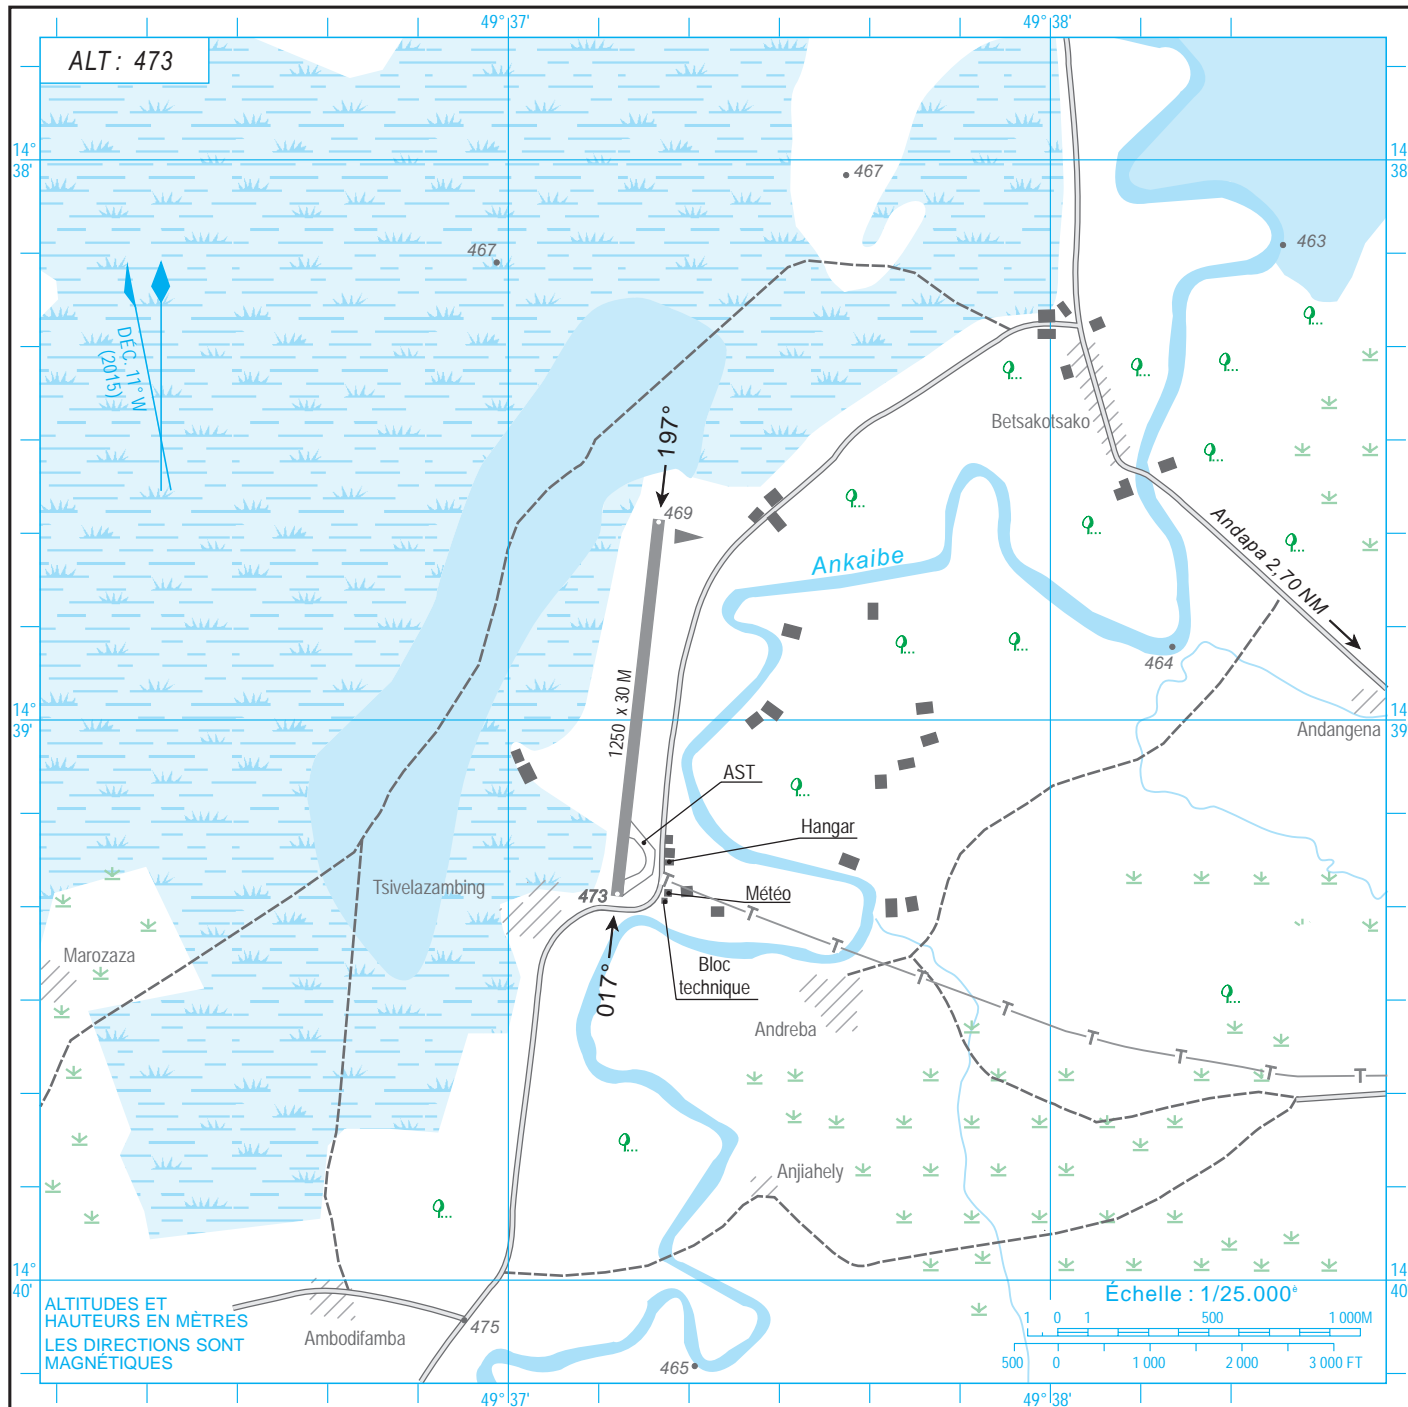 49°37'
49°38'
ALT : 473
14°
38'
14°
38'
467
467
463
DEC. 11° W
(2015)
Betsakotsako
197°
469
Ankaibe
Andapa 2,70 NM
464
1250 x 30 M
14°
39'
14°
39'
Andangena
AST
Hangar
Tsivelazambing
473
Météo
T
T
T
T
T
T
T
T
T
Marozaza
Bloc
technique
017°
Andreba
Anjiahely
14°
40'
14°
40'
ALTITUDES ET
HAUTEURS EN MÈTRES
LES DIRECTIONS SONT
MAGNÉTIQUES
Ambodifamba
475
465
Échelle : 1/25.000e
1 0 1 500 1 000M
500 0 1 000 2 000 3 000 FT
49°37'
49°38'